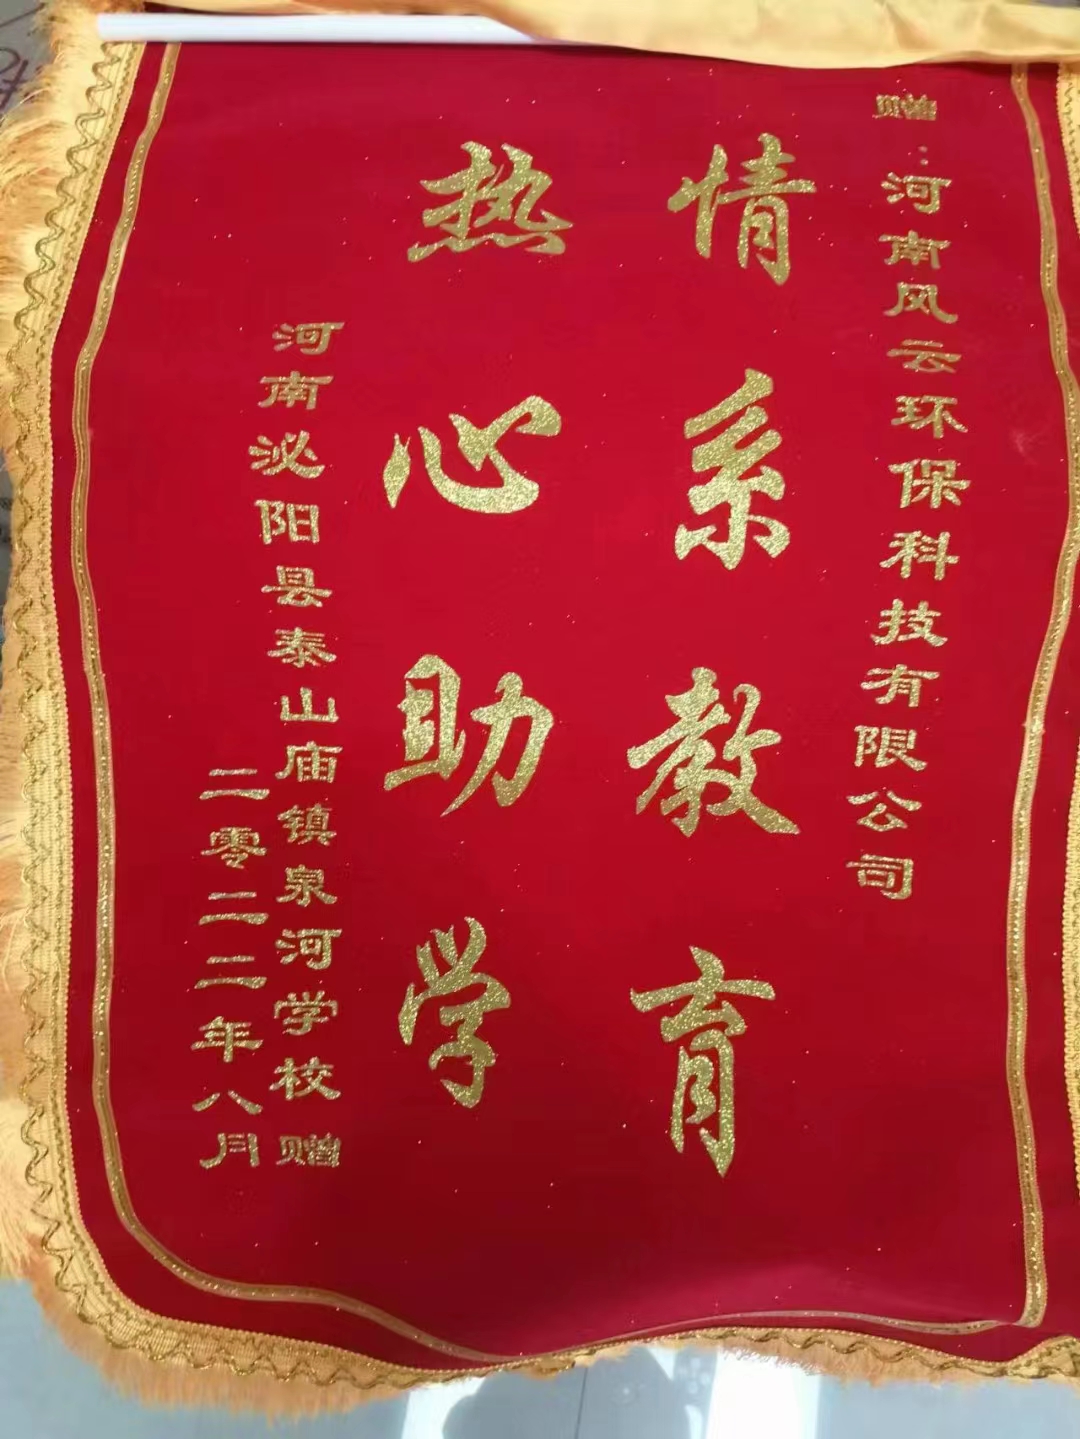 赠：河南风云环保科技有限公司
情系教育
热心助学
河南泌阳县泰山庙镇泉河学校赠
二零二二年八月